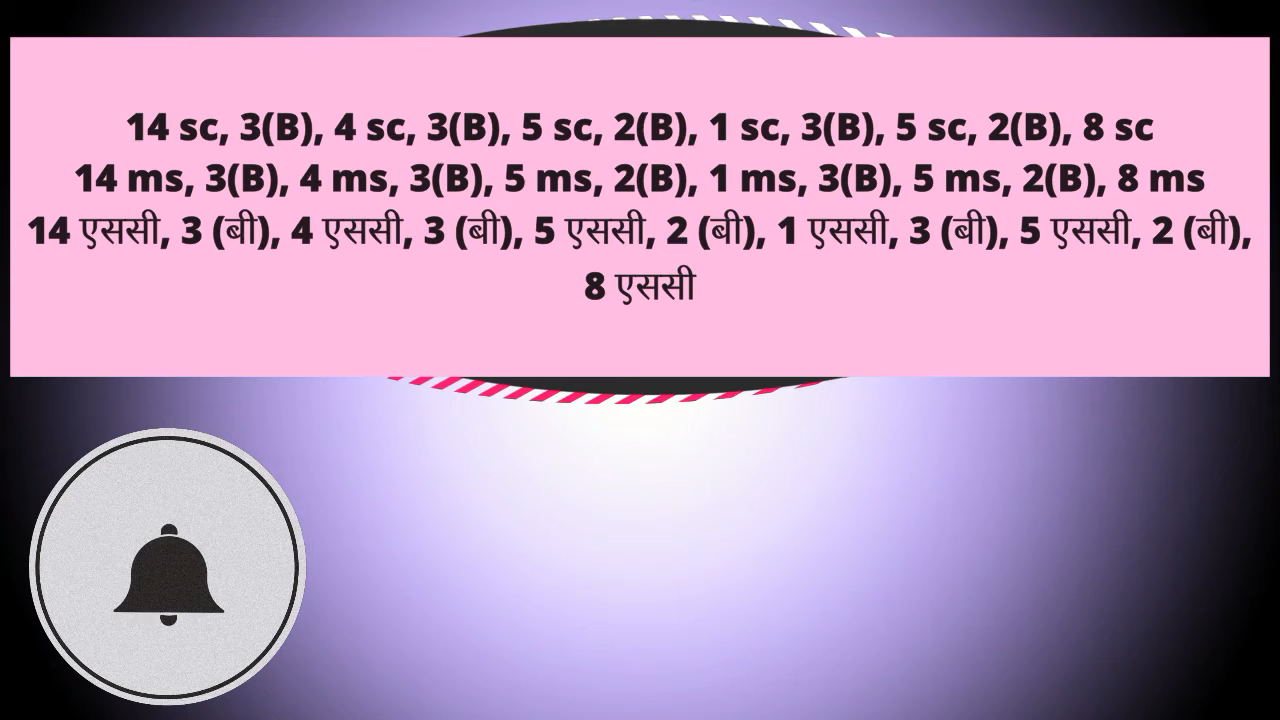 14 sc, 3(B), 4 sc, 3(B), 5 sc, 2(B), 1 sc, 3(B), 5 sc, 2(B), 8 sc
14 ms, 3(B), 4 ms, 3(B), 5 ms, 2(B), 1 ms, 3(B), 5 ms, 2(B), 8 ms
14 एससी, 3 (बी), 4 एससी, 3 (बी), 5 एससी, 2 (बी), 1 एससी, 3 (बी), 5 एससी, 2 (बी),
8 एससी